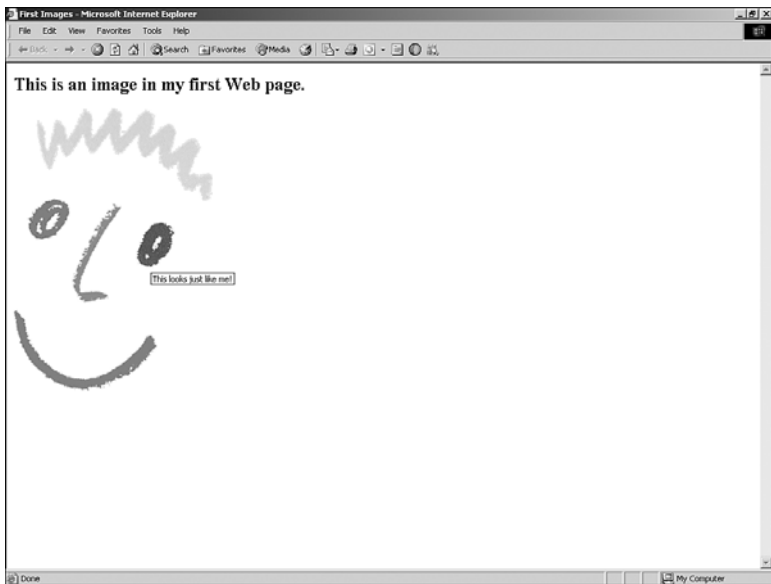 First Images - Microsoft Internet Explorer
File Edit View Favorites Tools Help
Back Search Favorites Media
This is an image in my first Web page.
This looks just like me!
Done My Computer